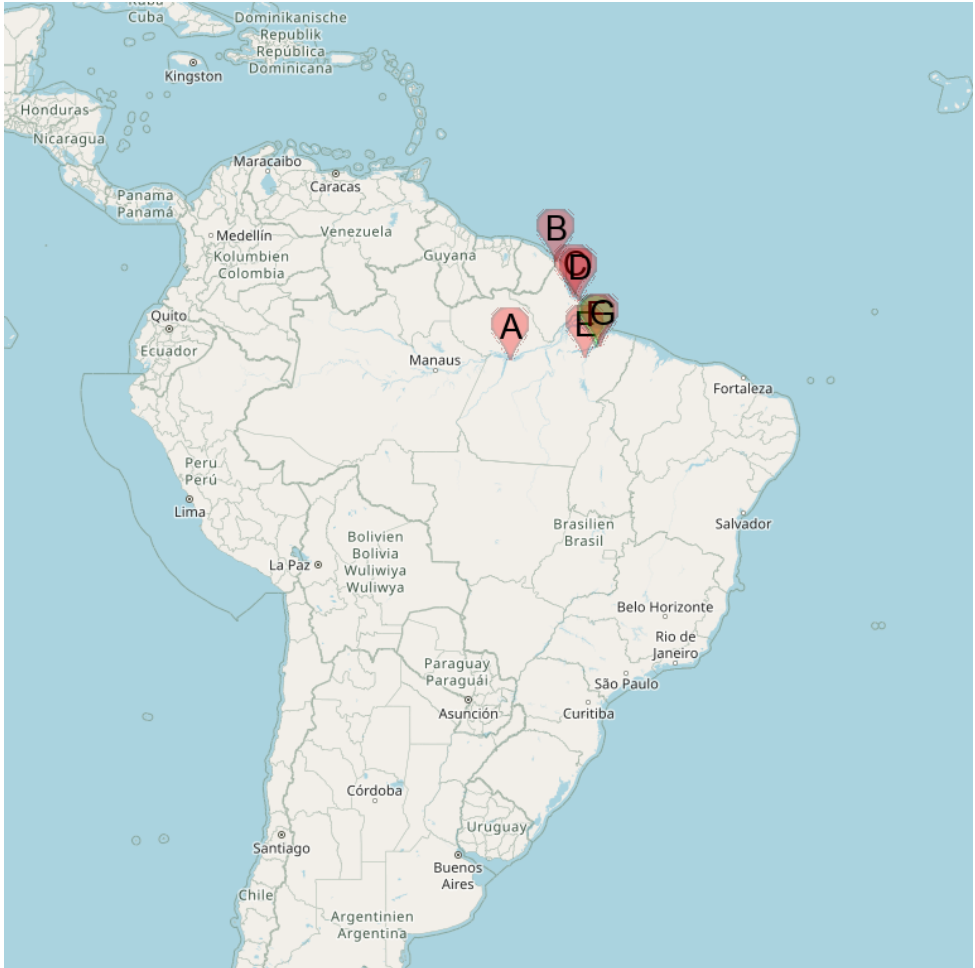 Kuba
Cuba
Dominikanische
Republik
República
Dominicana
Kingston
Honduras
Nicaragua
Maracaibo
Caracas
Panama
Panamá
Medellín
Venezuela
Kolumbien
Colombia
Guyana
B
C
D
Quito
Ecuador
A
F
G
E
Manaus
Fortaleza
Peru
Perú
Lima
Brasilien
Brasil
Salvador
Bolivien
Bolivia
Wuliwiya
Wuliwya
La Paz
Belo Horizonte
Rio de
Janeiro
Paraguay
Paraguái
São Paulo
Asunción
Curitiba
Córdoba
Uruguay
Santiago
Buenos
Aires
Chile
Argentinien
Argentina